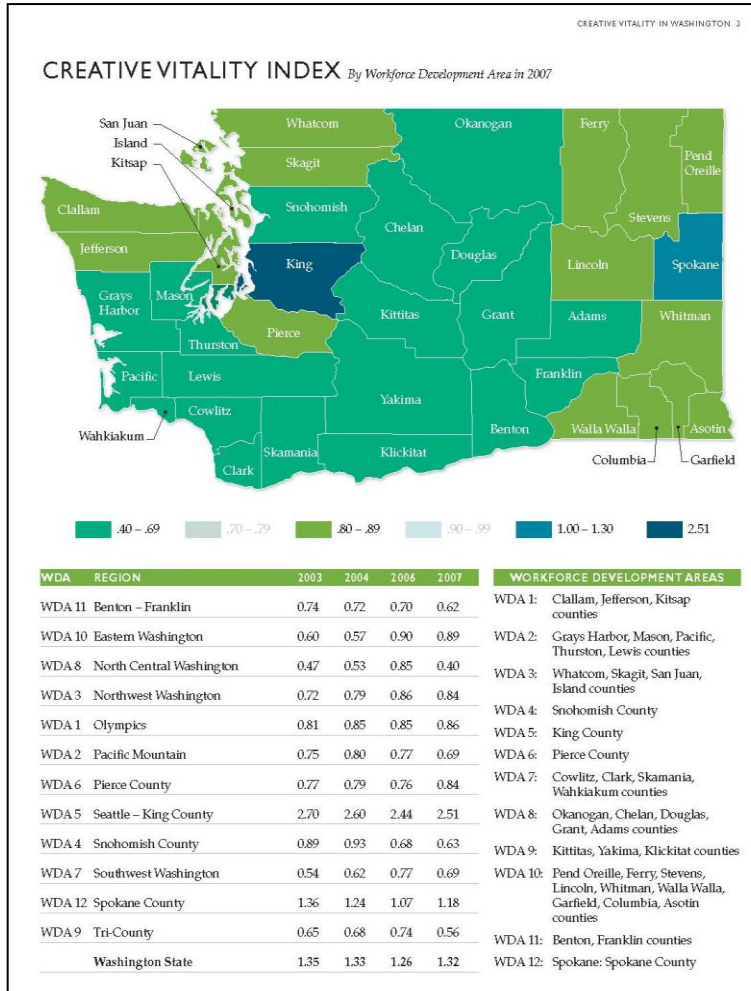 CREATIVE VITALITY IN WASHINGTON 3
CREATIVE VITALITY INDEX By Workforce Development Area in 2007
San Juan
Island
Kitsap
Whatcom
Okanogan
Ferry
Pend
Oreille
Skagit
Clallam
Snohomish
Stevens
Chelan
Jefferson
Douglas
King
Lincoln
Spokane
Grays
Harbor
Mason
Kittitas
Grant
Adams
Whitman
Pierce
Thurston
Pacific
Lewis
Franklin
Yakima
Cowlitz
Benton
Walla Walla
Asotin
Wahkiakum
Skamania
Klickitat
Columbia
Garfield
Clark
.40 – .69
.70 – .79
.80 – .89
.90 – .99
1.00 – 1.30
2.51
WDA REGION 2003 2004 2006 2007
WDA 11 Benton – Franklin 0.74 0.72 0.70 0.62
WDA 10 Eastern Washington 0.60 0.57 0.90 0.89
WDA 8 North Central Washington 0.47 0.53 0.85 0.40
WDA 3 Northwest Washington 0.72 0.79 0.86 0.84
WDA 1 Olympics 0.81 0.85 0.85 0.86
WDA 2 Pacific Mountain 0.75 0.80 0.77 0.69
WDA 6 Pierce County 0.77 0.79 0.76 0.84
WDA 5 Seattle – King County 2.70 2.60 2.44 2.51
WDA 4 Snohomish County 0.89 0.93 0.68 0.63
WDA 7 Southwest Washington 0.54 0.62 0.77 0.69
WDA 12 Spokane County 1.36 1.24 1.07 1.18
WDA 9 Tri-County 0.65 0.68 0.74 0.56
Washington State 1.35 1.33 1.26 1.32
WORKFORCE DEVELOPMENT AREAS
WDA 1: Clallam, Jefferson, Kitsap
counties
WDA 2: Grays Harbor, Mason, Pacific,
Thurston, Lewis counties
WDA 3: Whatcom, Skagit, San Juan,
Island counties
WDA 4: Snohomish County
WDA 5: King County
WDA 6: Pierce County
WDA 7: Cowlitz, Clark, Skamania,
Wahkiakum counties
WDA 8: Okanogan, Chelan, Douglas,
Grant, Adams counties
WDA 9: Kittitas, Yakima, Klickitat counties
WDA 10: Pend Oreille, Ferry, Stevens,
Lincoln, Whitman, Walla Walla,
Garfield, Columbia, Asotin
counties
WDA 11: Benton, Franklin counties
WDA 12: Spokane: Spokane County